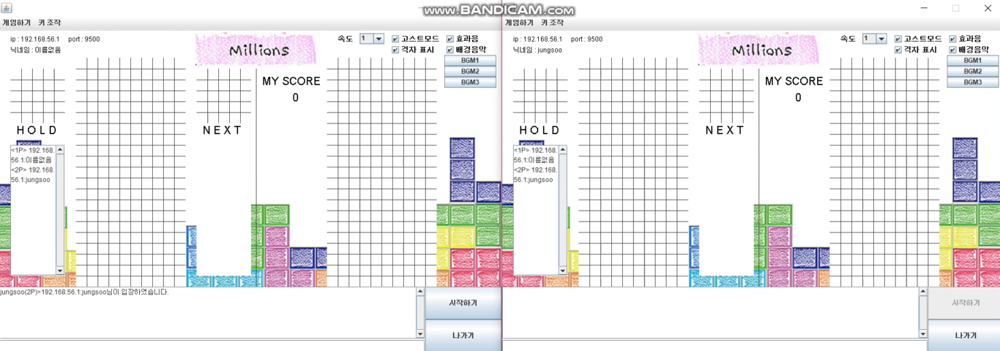 www.BANDICAM.com
게임하기 키 조작
ip : 192.168.56.1 port : 9500
닉네임 : 이름없음
Millions
속도 1 고스트모드 효과음
격자 표시 배경음악
BGM1
BGM2
BGM3
MY SCORE
0
HOLD
NEXT
<1P> 192.168.
56.1:이름없음
<2P> 192.168.
56.1:jungsoo
jungsoo(2P)>192.168.56.1:jungsoo님이 입장하였습니다.
시작하기
나가기
게임하기 키 조작
ip : 192.168.56.1 port : 9500
닉네임 : jungsoo
Millions
속도 1 고스트모드 효과음
격자 표시 배경음악
BGM1
BGM2
BGM3
MY SCORE
0
HOLD
NEXT
<1P> 192.168.
56.1:이름없음
<2P> 192.168.
56.1:jungsoo
시작하기
나가기